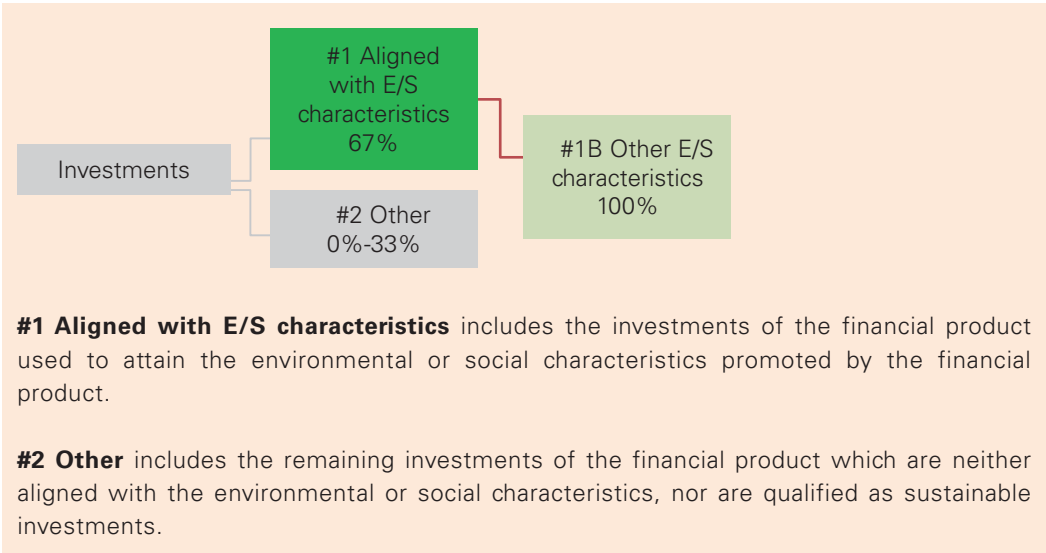 #1 Aligned
with E/S
characteristics
67%
Investments
#1B Other E/S
characteristics
100%
#2 Other
0%-33%
#1 Aligned with E/S characteristics includes the investments of the financial product
used to attain the environmental or social characteristics promoted by the financial
product.
#2 Other includes the remaining investments of the financial product which are neither
aligned with the environmental or social characteristics, nor are qualified as sustainable
investments.